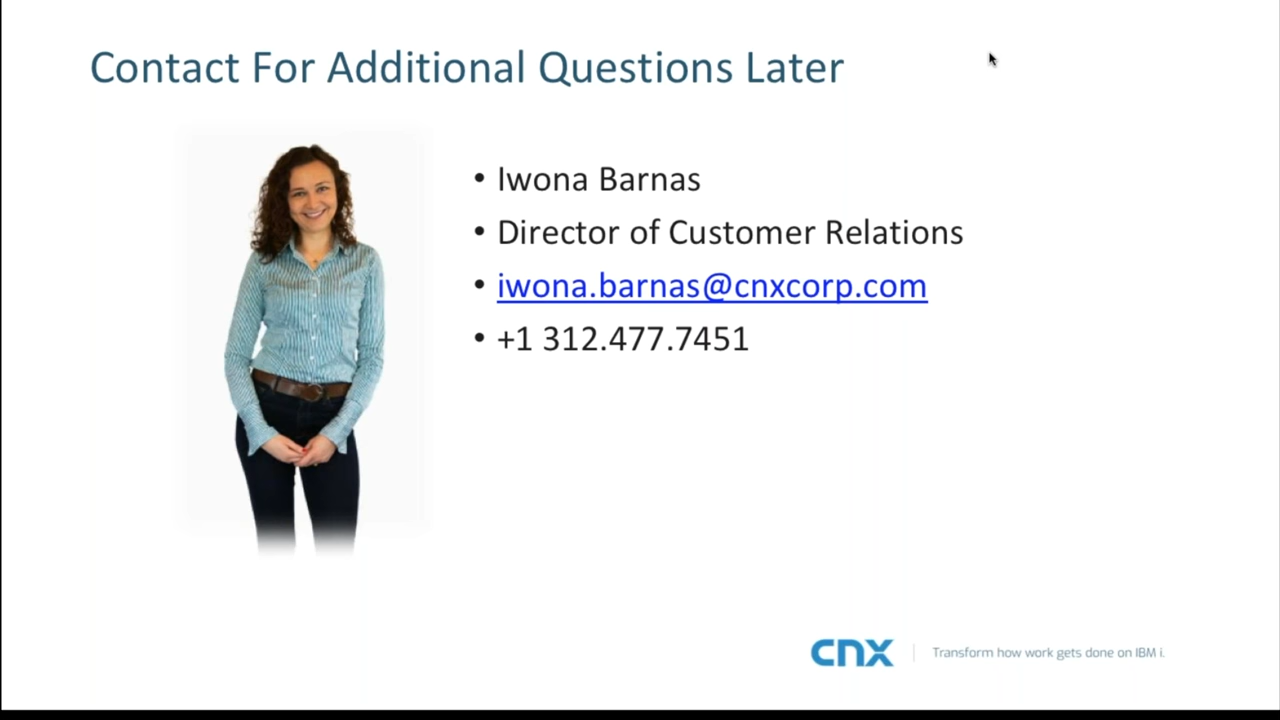 Contact For Additional Questions Later
• Iwona Barnas
• Director of Customer Relations
• iwona.barnas@cnxcorp.com
• +1 312.477.7451
cnx | Transform how work gets done on IBM i.